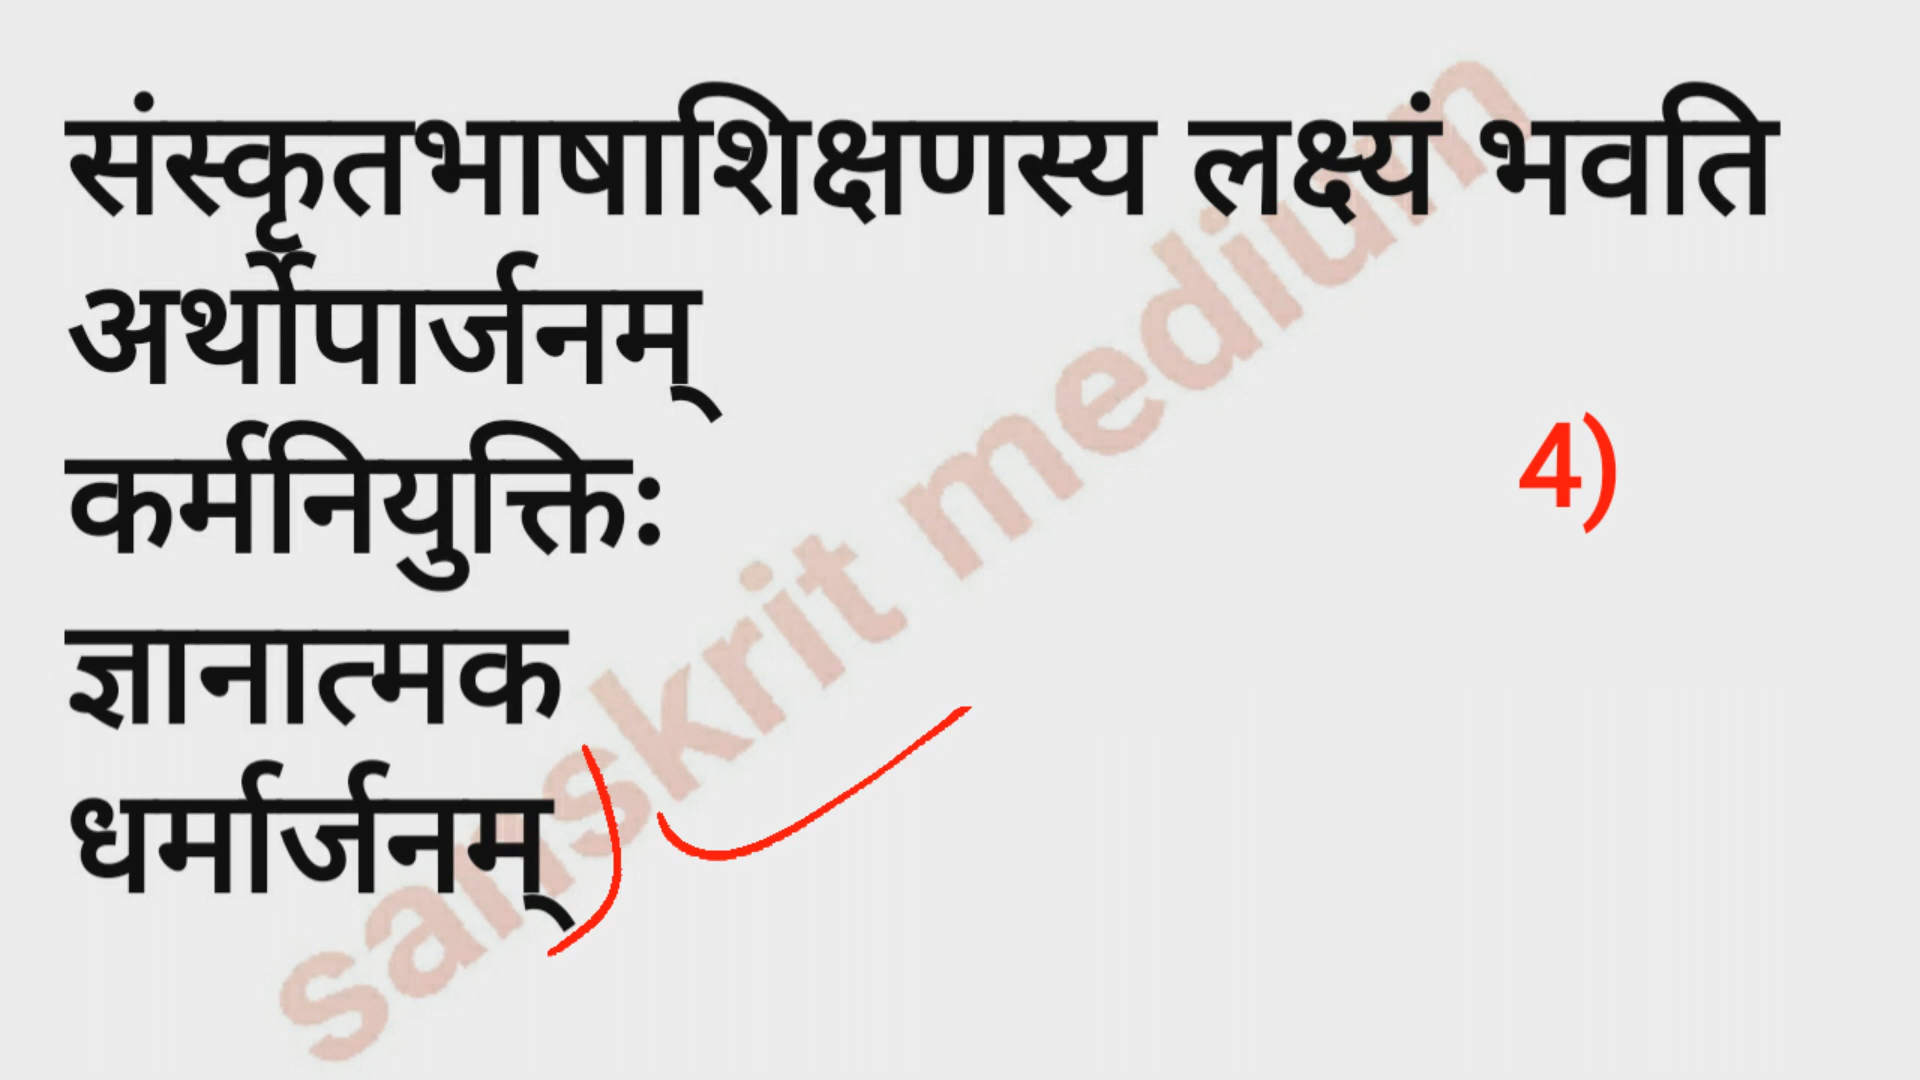 संस्कृतभाषाशिक्षणस्य लक्ष्यं भवति
अर्थोपार्जनम्
कर्मनियुक्तिः
4)
ज्ञानात्मक
धर्मार्जनम्
sanskrit medium